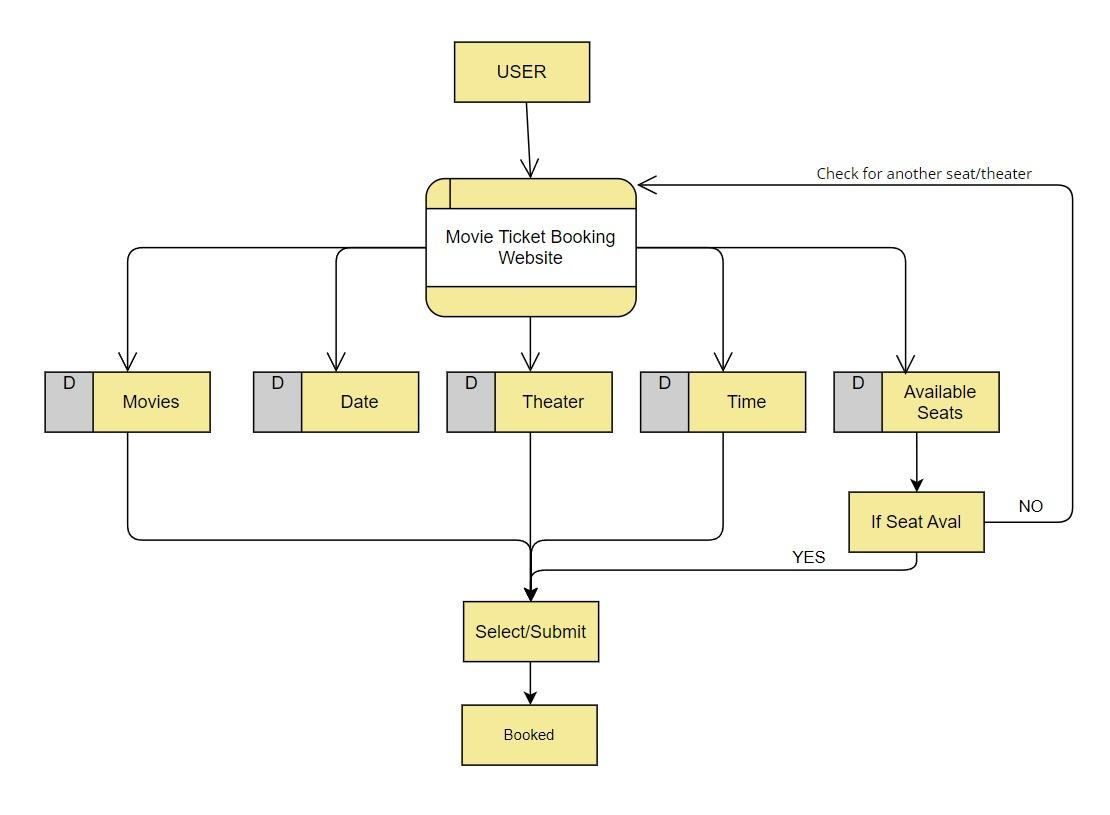 USER
Check for another seat/theater
Movie Ticket Booking
Website
D
Movies
D
Date
D
Theater
D
Time
D
Available
Seats
If Seat Aval
NO
YES
Select/Submit
Booked